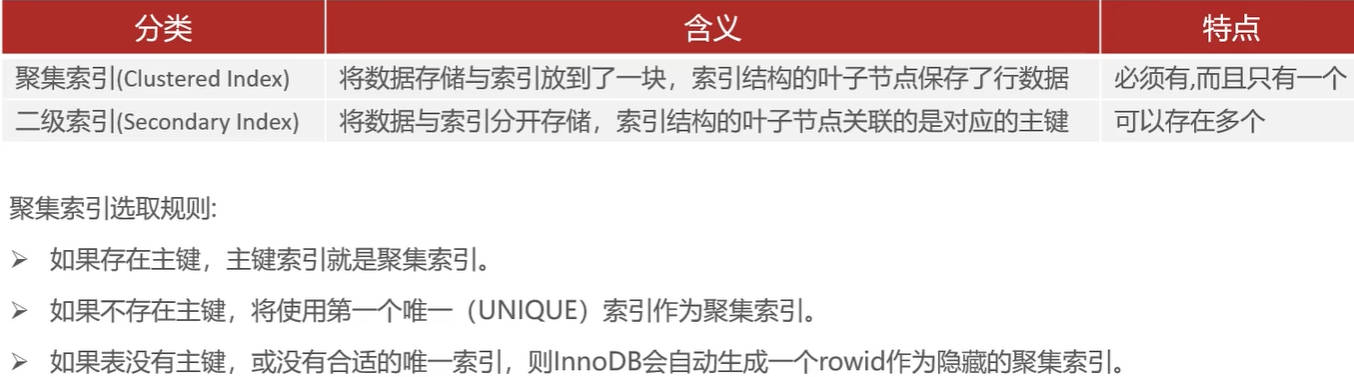 分类 含义 特点
聚集索引(Clustered Index) 将数据存储与索引放到了一块，索引结构的叶子节点保存了行数据 必须有,而且只有一个
二级索引(Secondary Index) 将数据与索引分开存储，索引结构的叶子节点关联的是对应的主键 可以存在多个
聚集索引选取规则:
➢ 如果存在主键，主键索引就是聚集索引。
➢ 如果不存在主键，将使用第一个唯一（UNIQUE）索引作为聚集索引。
➢ 如果表没有主键，或没有合适的唯一索引，则InnoDB会自动生成一个rowid作为隐藏的聚集索引。